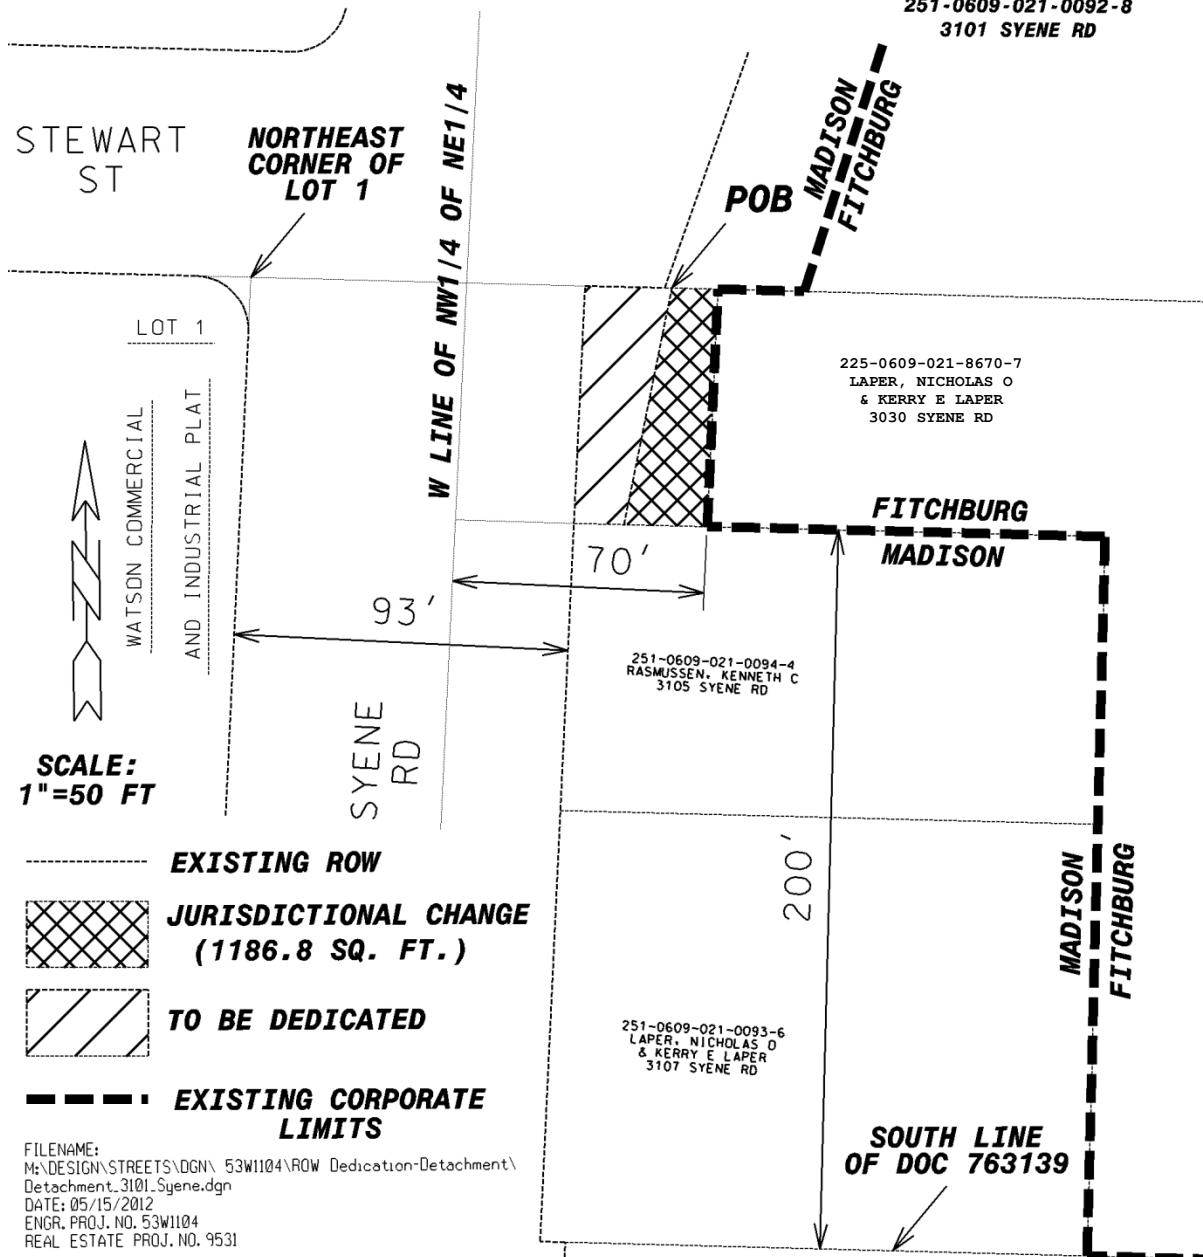 251-0609-021-0092-8
3101 SYENE RD
STEWART
ST
NORTHEAST
CORNER OF
LOT 1
W LINE OF NW1/4 OF NE1/4
POB
MADISON
FITCHBURG
LOT 1
WATSON COMMERCIAL
AND INDUSTRIAL PLAT
225-0609-021-8670-7
LAPER, NICHOLAS O
& KERRY E LAPER
3030 SYENE RD
FITCHBURG
MADISON
70'
93'
N
251-0609-021-0094-4
RASMUSSEN, KENNETH C
3105 SYENE RD
SYENE
RD
SCALE:
1"=50 FT
200'
MADISON
FITCHBURG
EXISTING ROW
JURISDICTIONAL CHANGE
(1186.8 SQ. FT.)
TO BE DEDICATED
EXISTING CORPORATE
LIMITS
251-0609-021-0093-6
LAPER, NICHOLAS O
& KERRY E LAPER
3107 SYENE RD
SOUTH LINE
OF DOC 763139
FILENAME:
M:\DESIGN\STREETS\DGN\ 53W1104\ROW Dedication-Detachment\
Detachment_3101_Syene.dgn
DATE: 05/15/2012
ENGR. PROJ. NO. 53W1104
REAL ESTATE PROJ. NO. 9531